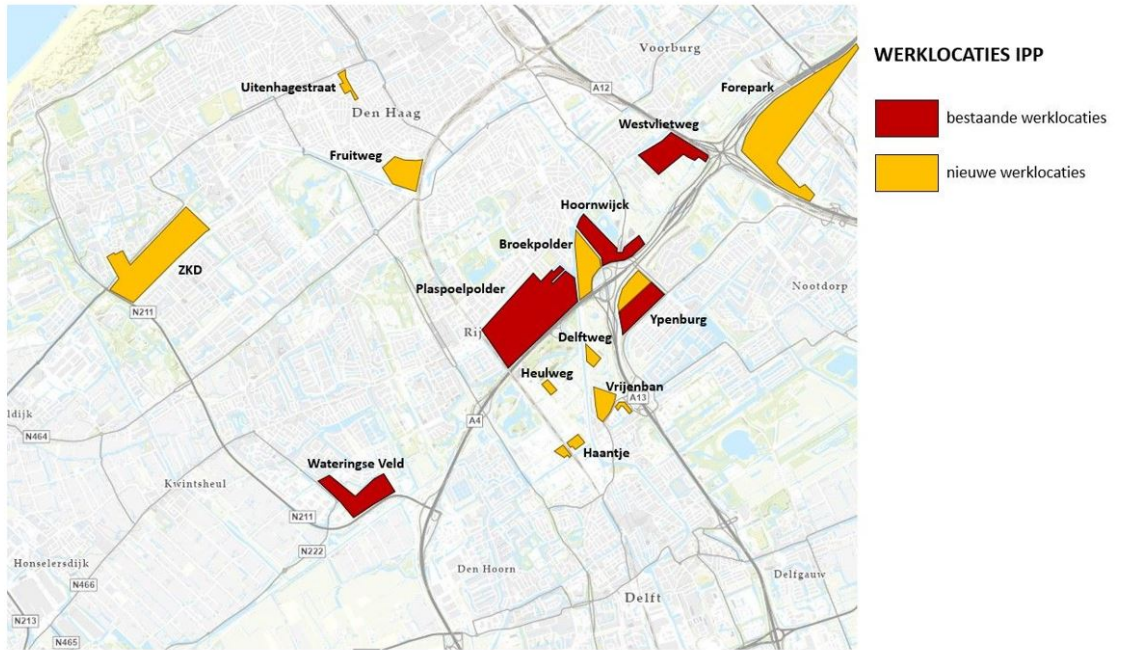 WERKLOCATIES IPP
bestaande werklocaties
nieuwe werklocaties
Voorburg
Forepark
Uitenhagestraat
A12
Den Haag
Westvlietweg
Fruitweg
Hoornwijck
Broekpolder
ZKD
Plaspoelpolder
Nootdorp
N211
Ypenburg
Rij
Delftweg
Heulweg
Vrijenban
A13
ldijk
A4
N464
Haantje
Wateringse Veld
Kwintsheul
N211
N222
Honselersdijk
Den Hoorn
Delfgauw
N466
Delft
N213
N465